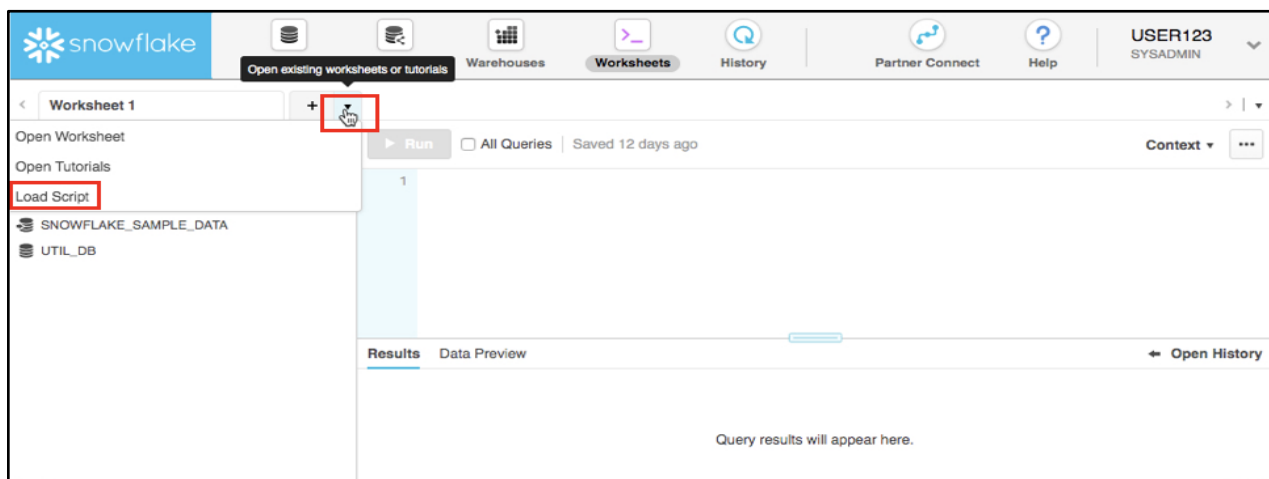 snowflake
Open existing worksheets or tutorials
Warehouses
Worksheets
History
Partner Connect
Help
USER123
SYSADMIN
Worksheet 1
+
Open Worksheet
Open Tutorials
Load Script
SNOWFLAKE_SAMPLE_DATA
UTIL_DB
Run
All Queries
Saved 12 days ago
Context
1
Results
Data Preview
Open History
Query results will appear here.